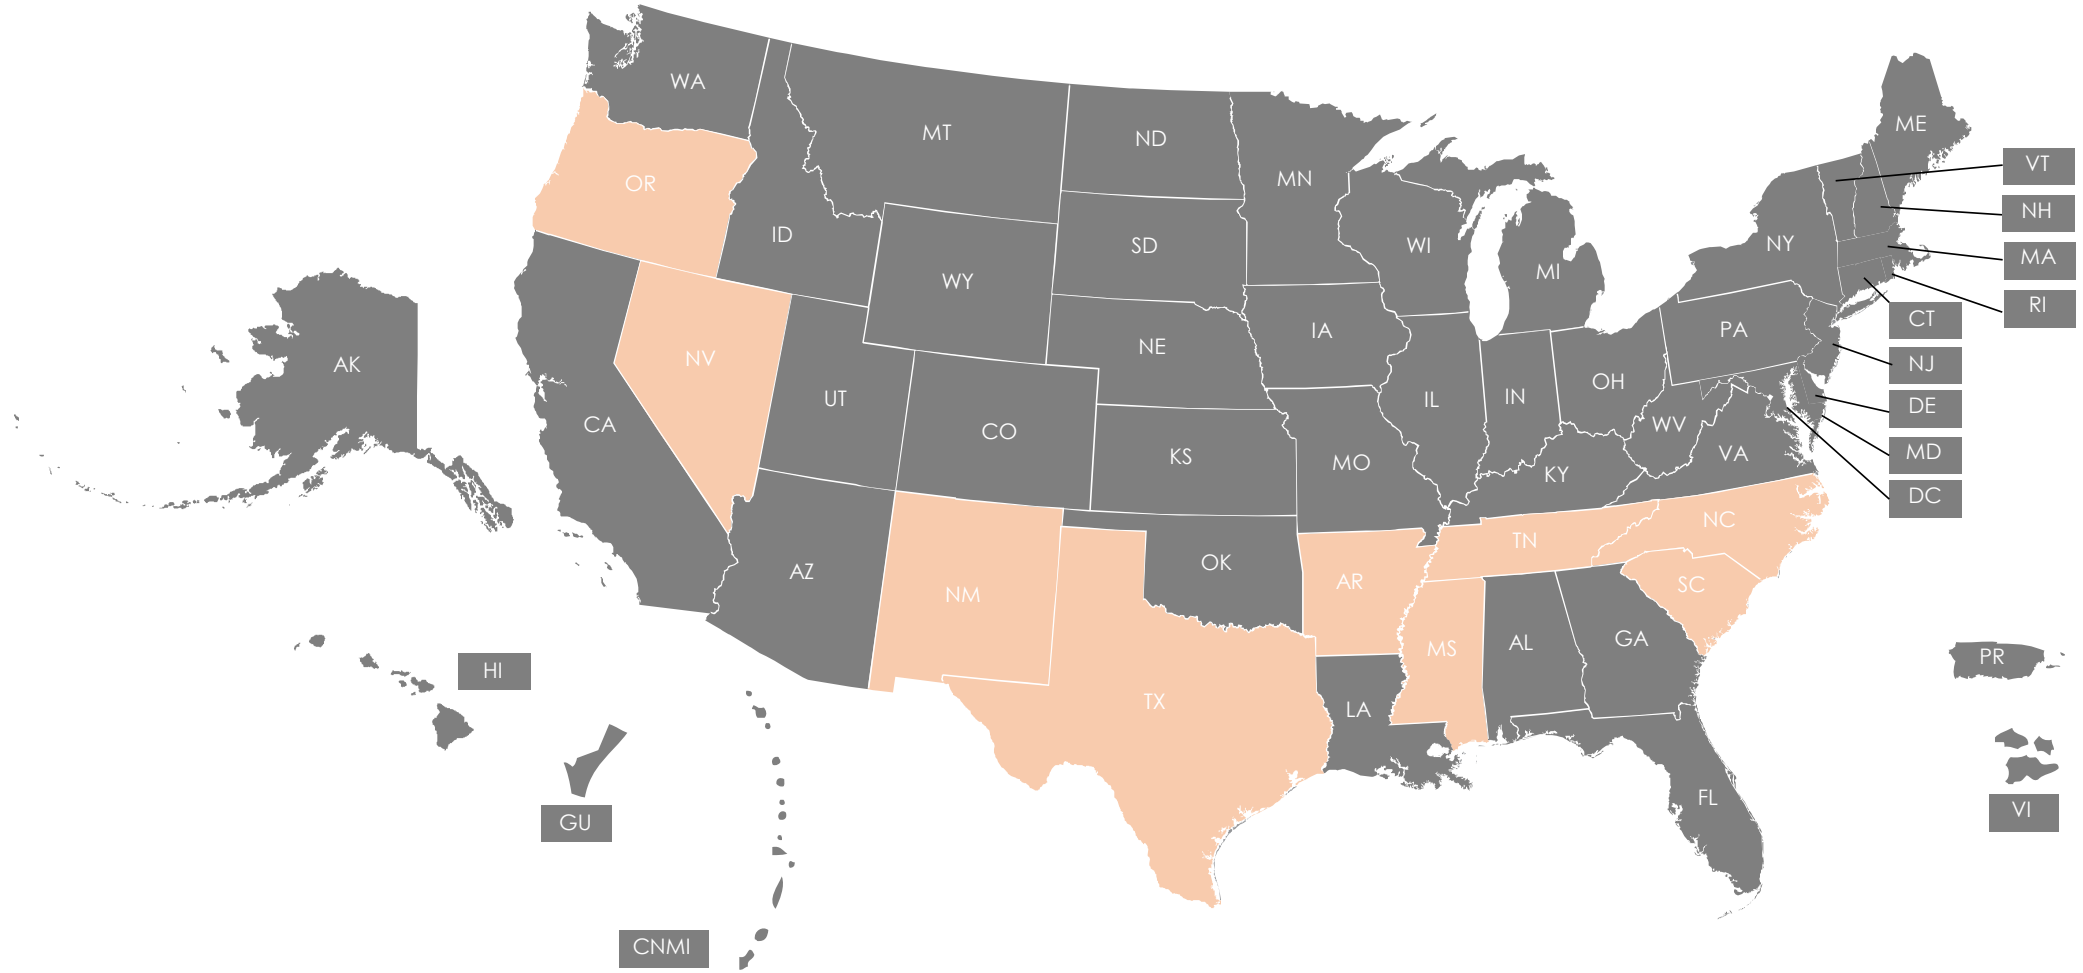 WA
MT
ND
MN
ME
VT
OR
ID
SD
WI
MI
NY
NH
MA
WY
RI
CT
IA
PA
NV
NE
NJ
AK
UT
IL
IN
OH
DE
CA
CO
KS
MO
KY
WV
VA
MD
DC
AZ
NM
OK
AR
TN
NC
SC
MS
AL
GA
HI
PR
TX
LA
FL
GU
VI
CNMI